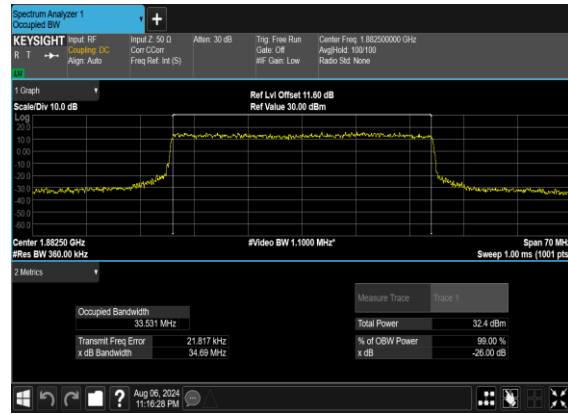 Spectrum Analyzer 1
Occupied BW
+
KEYSIGHT Input: RF Input Z: 50 Ω Atten: 30 dB Trig: Free Run Center Freq: 1.882500000 GHz
R T Coupling: DC Corr CCorr Gate: Off Avg|Hold: 100/100
Align: Auto Freq Ref: Int (S) #IF Gain: Low Radio Std: None
1 Graph
Ref Lvl Offset 11.60 dB
Scale/Div 10.0 dB Ref Value 30.00 dBm
Log
20.0
10.0
0.00
-10.0
-20.0
-30.0
-40.0
-50.0
-60.0
Center 1.88250 GHz #Video BW 1.1000 MHz* Span 70 MHz
#Res BW 360.00 kHz Sweep 1.00 ms (1001 pts
2 Metrics
Measure Trace Trace 1
Occupied Bandwidth
33.531 MHz Total Power 32.4 dBm
Transmit Freq Error 21.817 kHz % of OBW Power 99.00 %
x dB Bandwidth 34.69 MHz x dB -26.00 dB
? Aug 06, 2024
11:16:28 PM